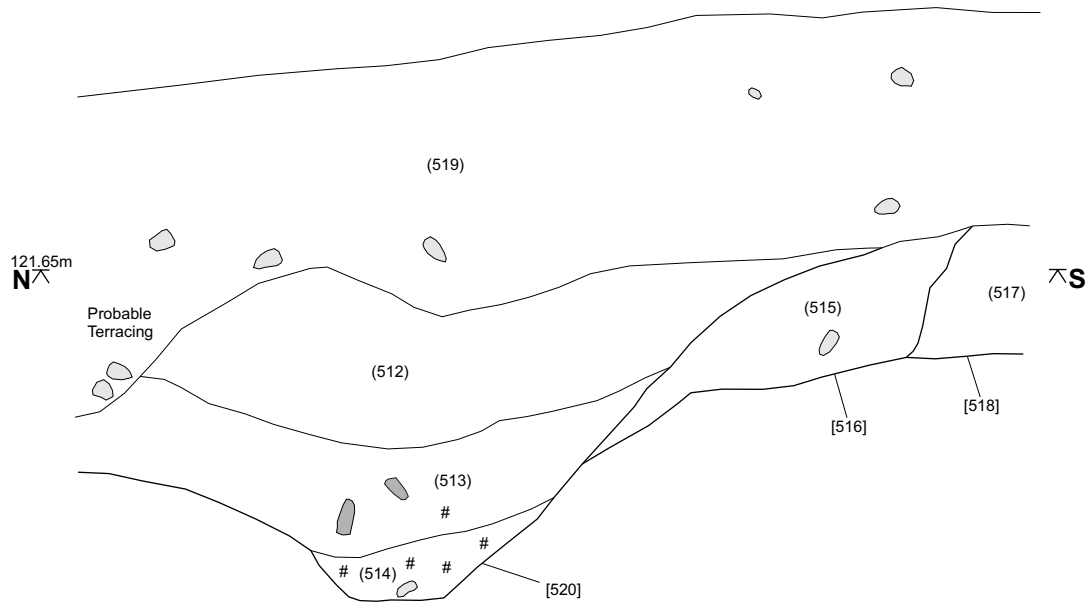 (519)
121.65m
N
S
(517)
Probable
Terracing
(515)
(512)
[518]
[516]
(513)
#
#
# (514) # #
[520]